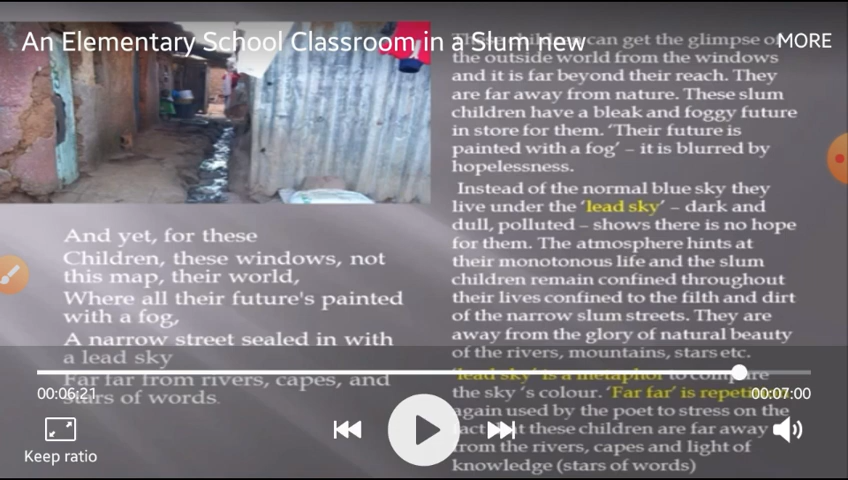 An Elementary School Classroom in a Slum new
MORE
These children can get the glimpse of
the outside world from the windows
and it is far beyond their reach. They
are far away from nature. These slum
children have a bleak and foggy future
in store for them. ‘Their future is
painted with a fog’ – it is blurred by
hopelessness.
Instead of the normal blue sky they
live under the ‘lead sky’ – dark and
dull, polluted – shows there is no hope
for them. The atmosphere hints at
their monotonous life and the slum
children remain confined throughout
their lives confined to the filth and dirt
of the narrow slum streets. They are
away from the glory of natural beauty
of the rivers, mountains, stars etc.
‘lead sky’ is a metaphor to compare
the sky ‘s colour. ‘Far far’ is
again used by the poet to stress on the
these children are far away
from the rivers, capes and light of
knowledge (stars of words)
And yet, for these
Children, these windows, not
this map, their world,
Where all their future's painted
with a fog,
A narrow street sealed in with
a lead sky
Far far from rivers, capes, and
stars of words.
00:06:21
00:07:00
Keep ratio